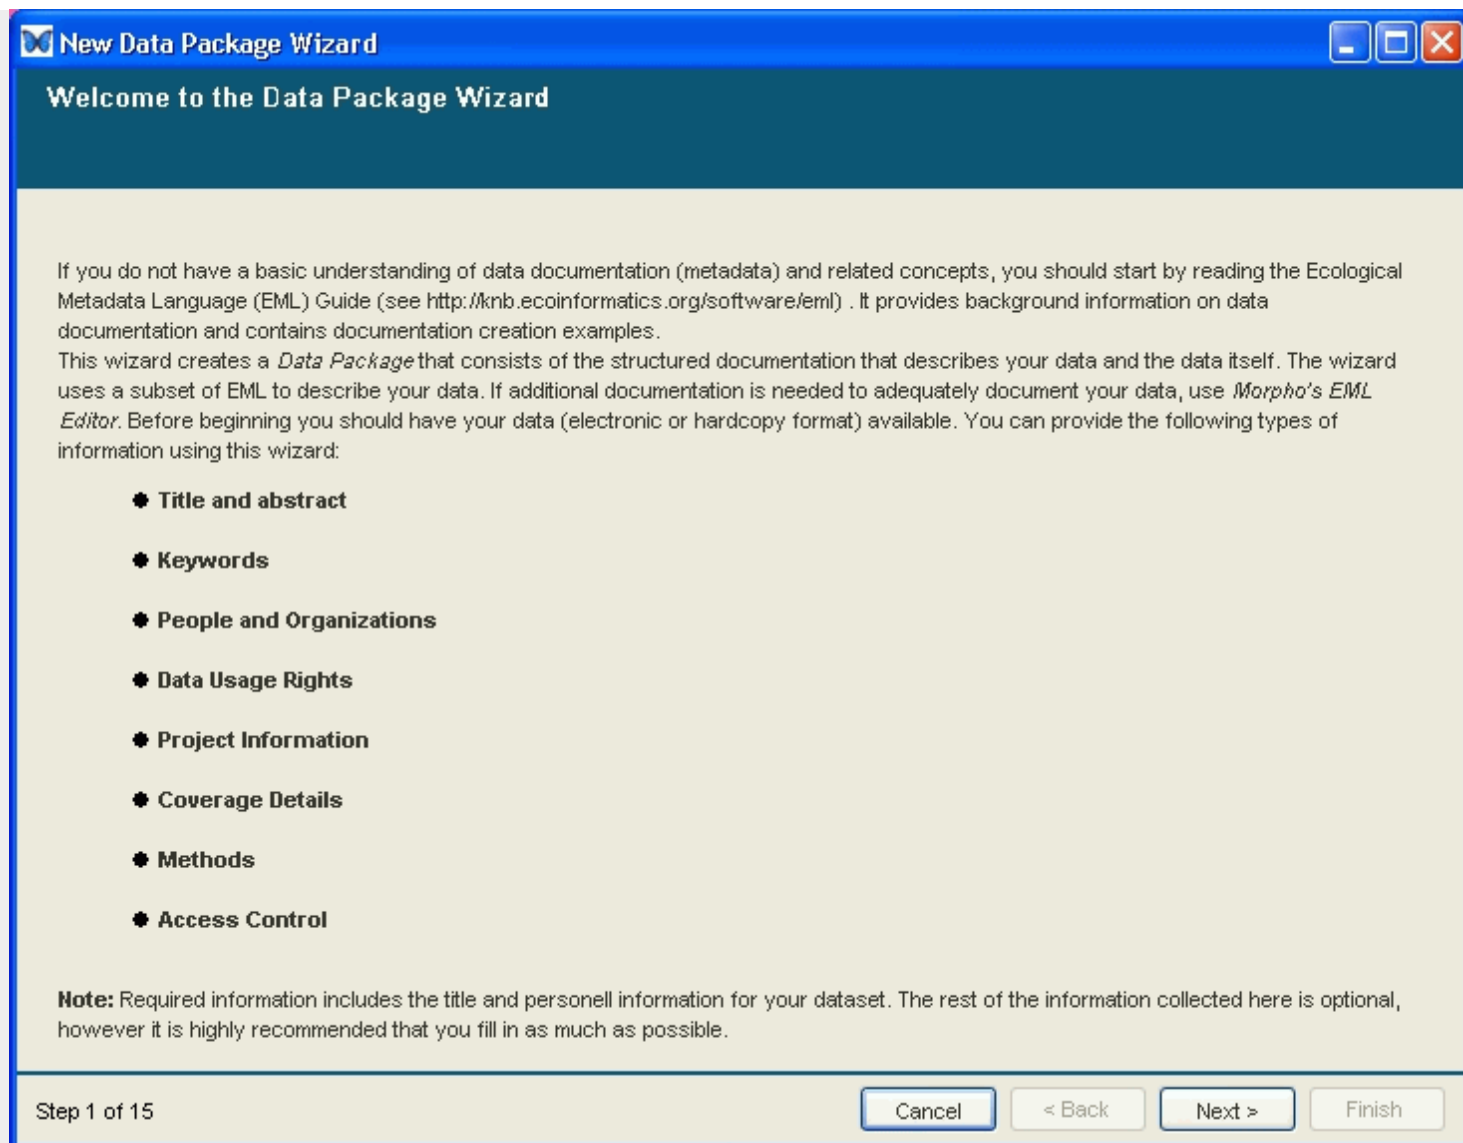 New Data Package Wizard
Welcome to the Data Package Wizard
If you do not have a basic understanding of data documentation (metadata) and related concepts, you should start by reading the Ecological
Metadata Language (EML) Guide (see http://knb.ecoinformatics.org/software/eml) . It provides background information on data
documentation and contains documentation creation examples.
This wizard creates a Data Package that consists of the structured documentation that describes your data and the data itself. The wizard
uses a subset of EML to describe your data. If additional documentation is needed to adequately document your data, use Morpho's EML
Editor. Before beginning you should have your data (electronic or hardcopy format) available. You can provide the following types of
information using this wizard:
Title and abstract
Keywords
People and Organizations
Data Usage Rights
Project Information
Coverage Details
Methods
Access Control
Note: Required information includes the title and personell information for your dataset. The rest of the information collected here is optional,
however it is highly recommended that you fill in as much as possible.
Step 1 of 15 Cancel < Back Next > Finish